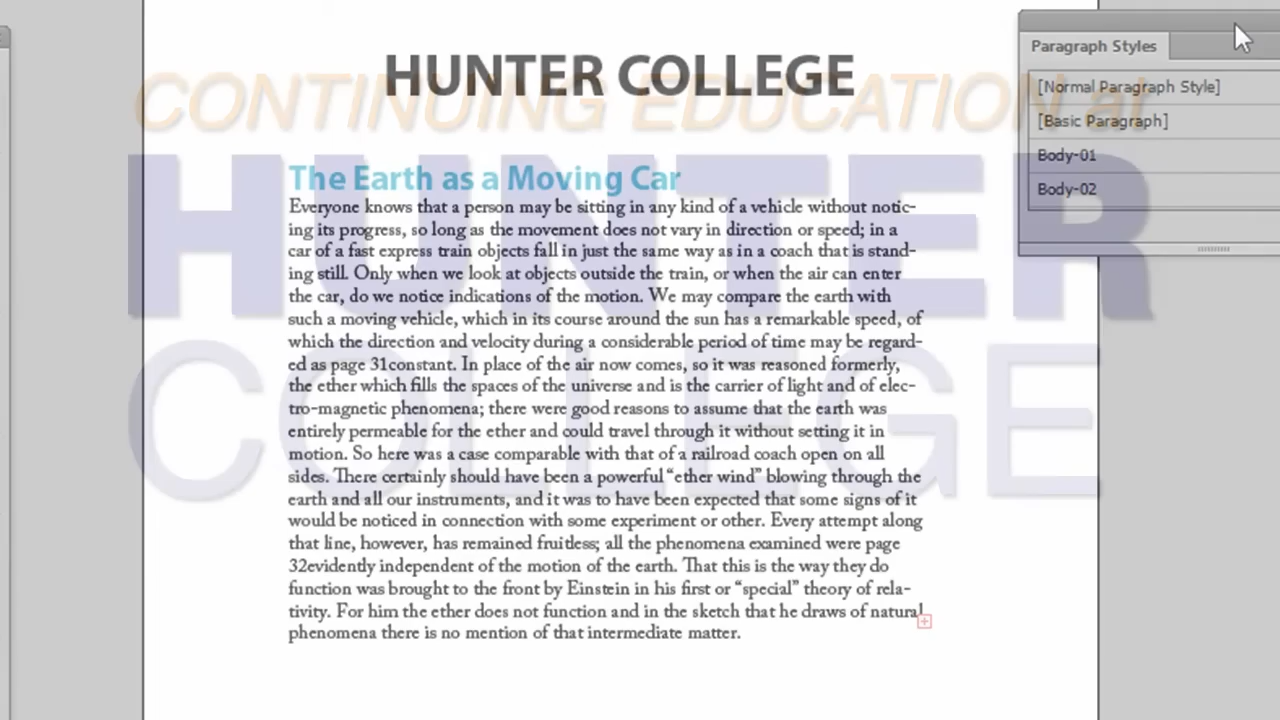 HUNTER COLLEGE
CONTINUING EDUCATION at
HUNTER
COLLEGE
The Earth as a Moving Car
Everyone knows that a person may be sitting in any kind of a vehicle without notic-
ing its progress, so long as the movement does not vary in direction or speed; in a
car of a fast express train objects fall in just the same way as in a coach that is stand-
ing still. Only when we look at objects outside the train, or when the air can enter
the car, do we notice indications of the motion. We may compare the earth with
such a moving vehicle, which in its course around the sun has a remarkable speed, of
which the direction and velocity during a considerable period of time may be regard-
ed as page 31constant. In place of the air now comes, so it was reasoned formerly,
the ether which fills the spaces of the universe and is the carrier of light and of elec-
tro-magnetic phenomena; there were good reasons to assume that the earth was
entirely permeable for the ether and could travel through it without setting it in
motion. So here was a case comparable with that of a railroad coach open on all
sides. There certainly should have been a powerful “ether wind” blowing through the
earth and all our instruments, and it was to have been expected that some signs of it
would be noticed in connection with some experiment or other. Every attempt along
that line, however, has remained fruitless; all the phenomena examined were page
32evidently independent of the motion of the earth. That this is the way they do
function was brought to the front by Einstein in his first or “special” theory of rela-
tivity. For him the ether does not function and in the sketch that he draws of natural
phenomena there is no mention of that intermediate matter.
Paragraph Styles
[Normal Paragraph Style]
[Basic Paragraph]
Body-01
Body-02